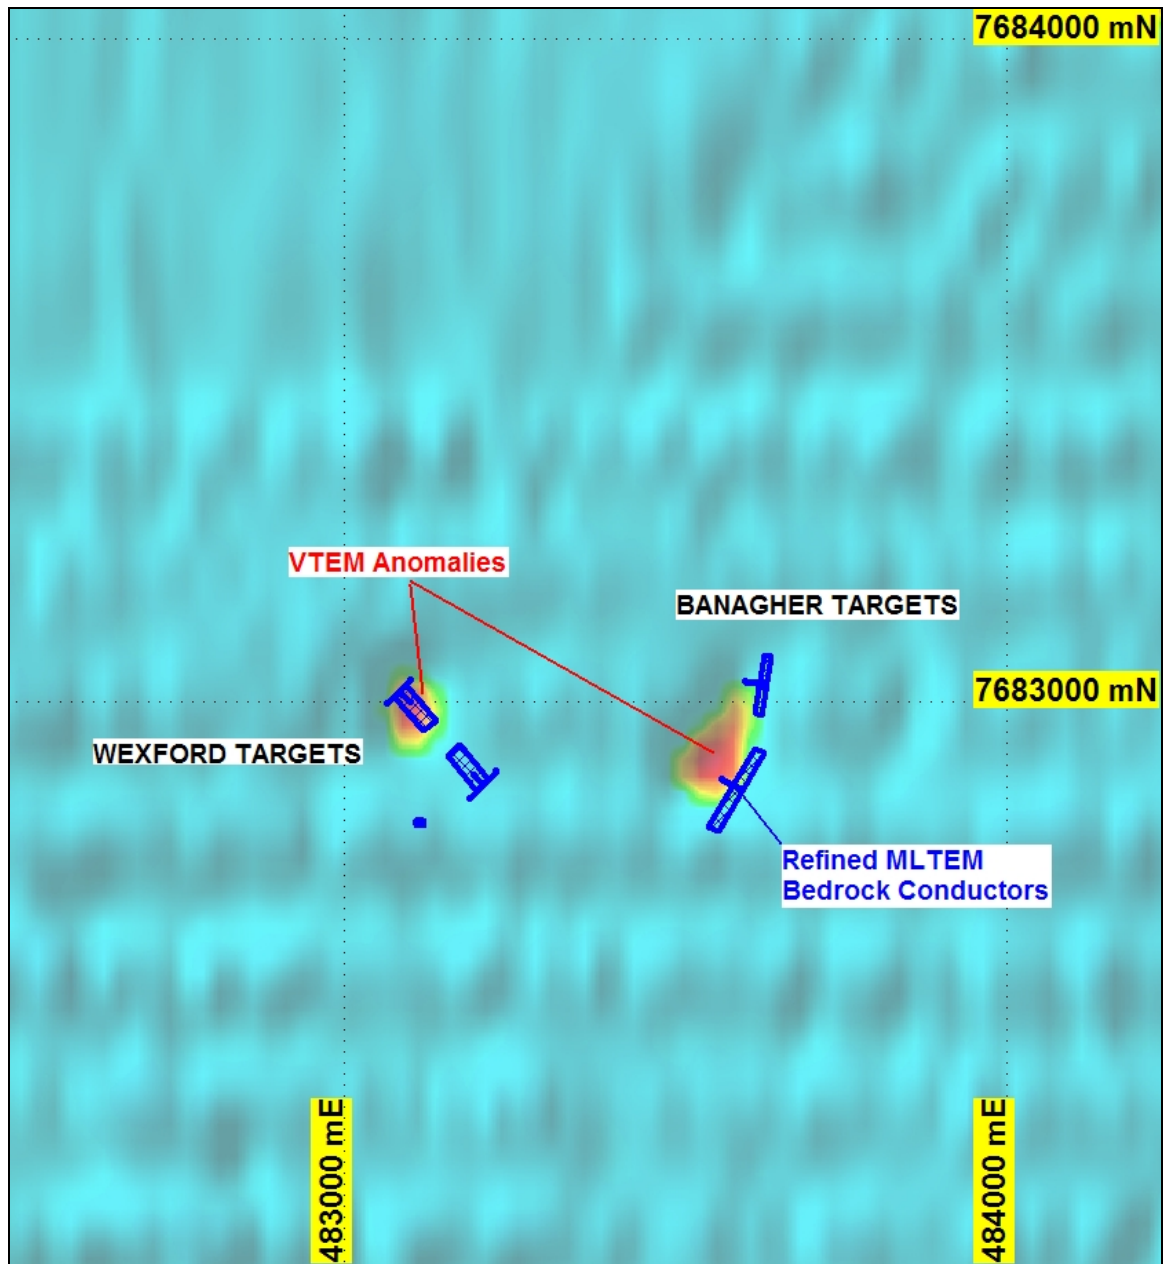 7684000 mN
VTEM Anomalies
BANAGHER TARGETS
7683000 mN
WEXFORD TARGETS
Refined MLTEM
Bedrock Conductors
483000 mE
484000 mE